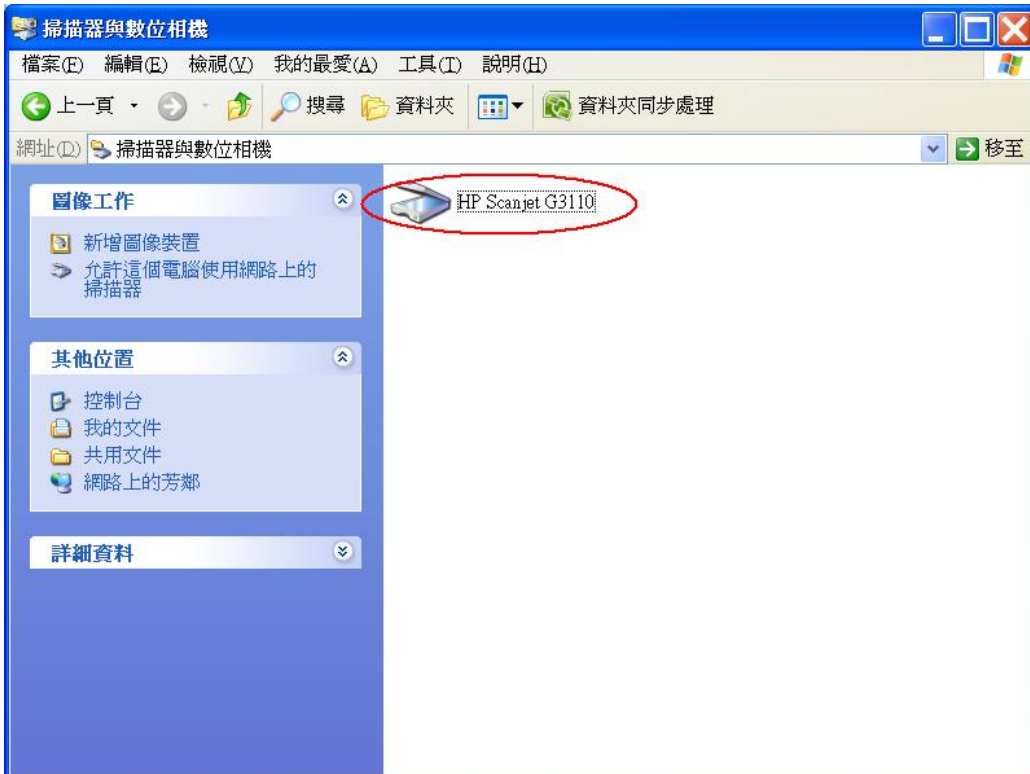 掃描器與數位相機
檔案(F) 編輯(E) 檢視(V) 我的最愛(A) 工具(T) 說明(H)
上一頁 搜尋 資料夾 資料夾同步處理
網址(D) 掃描器與數位相機 移至
圖像工作
新增圖像裝置
允許這個電腦使用網路上的
掃描器
HP Scanjet G3110
其他位置
控制台
我的文件
共用文件
網路上的芳鄰
詳細資料